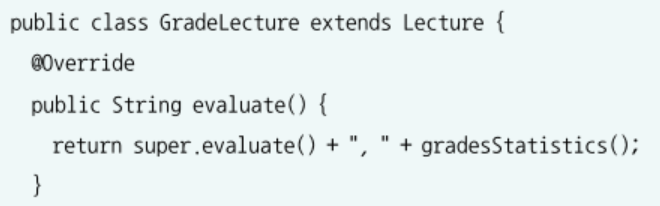 public class GradeLecture extends Lecture {
@Override
public String evaluate() {
return super.evaluate() + ", " + gradesStatistics();
}